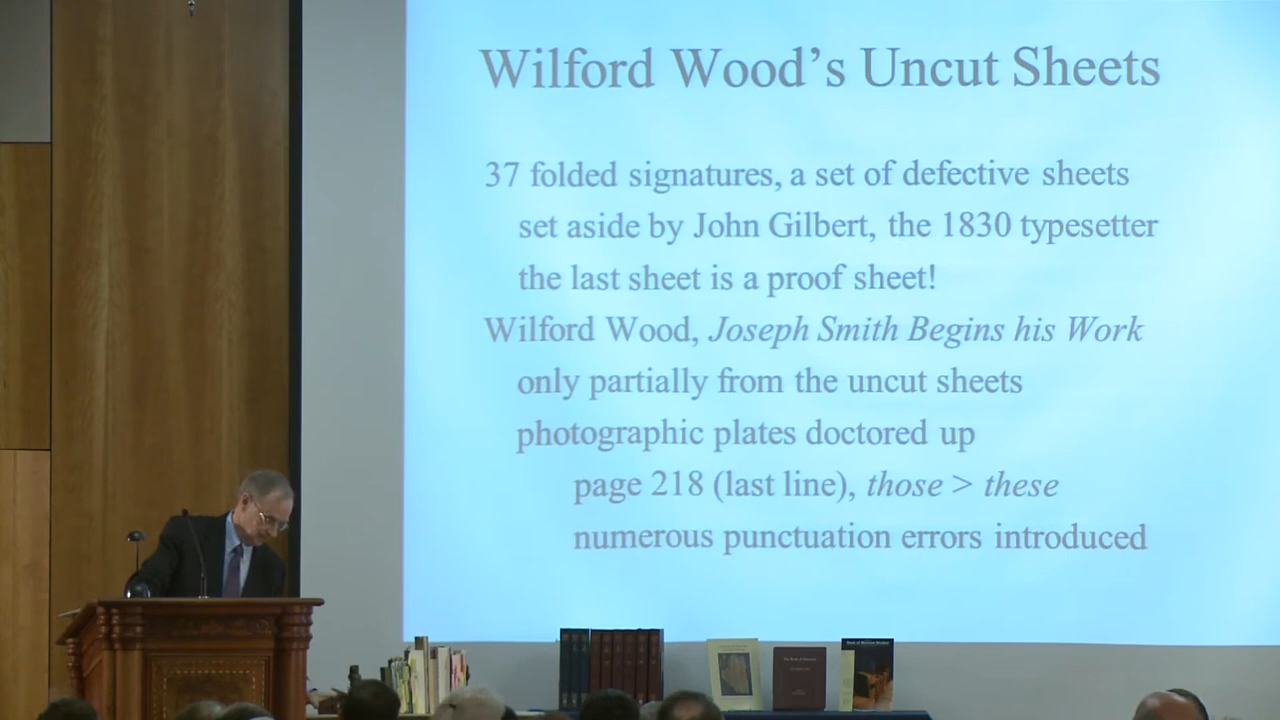 Wilford Wood's Uncut Sheets
37 folded signatures, a set of defective sheets
set aside by John Gilbert, the 1830 typesetter
the last sheet is a proof sheet!
Wilford Wood, Joseph Smith Begins his Work
only partially from the uncut sheets
photographic plates doctored up
page 218 (last line), those > these
numerous punctuation errors introduced